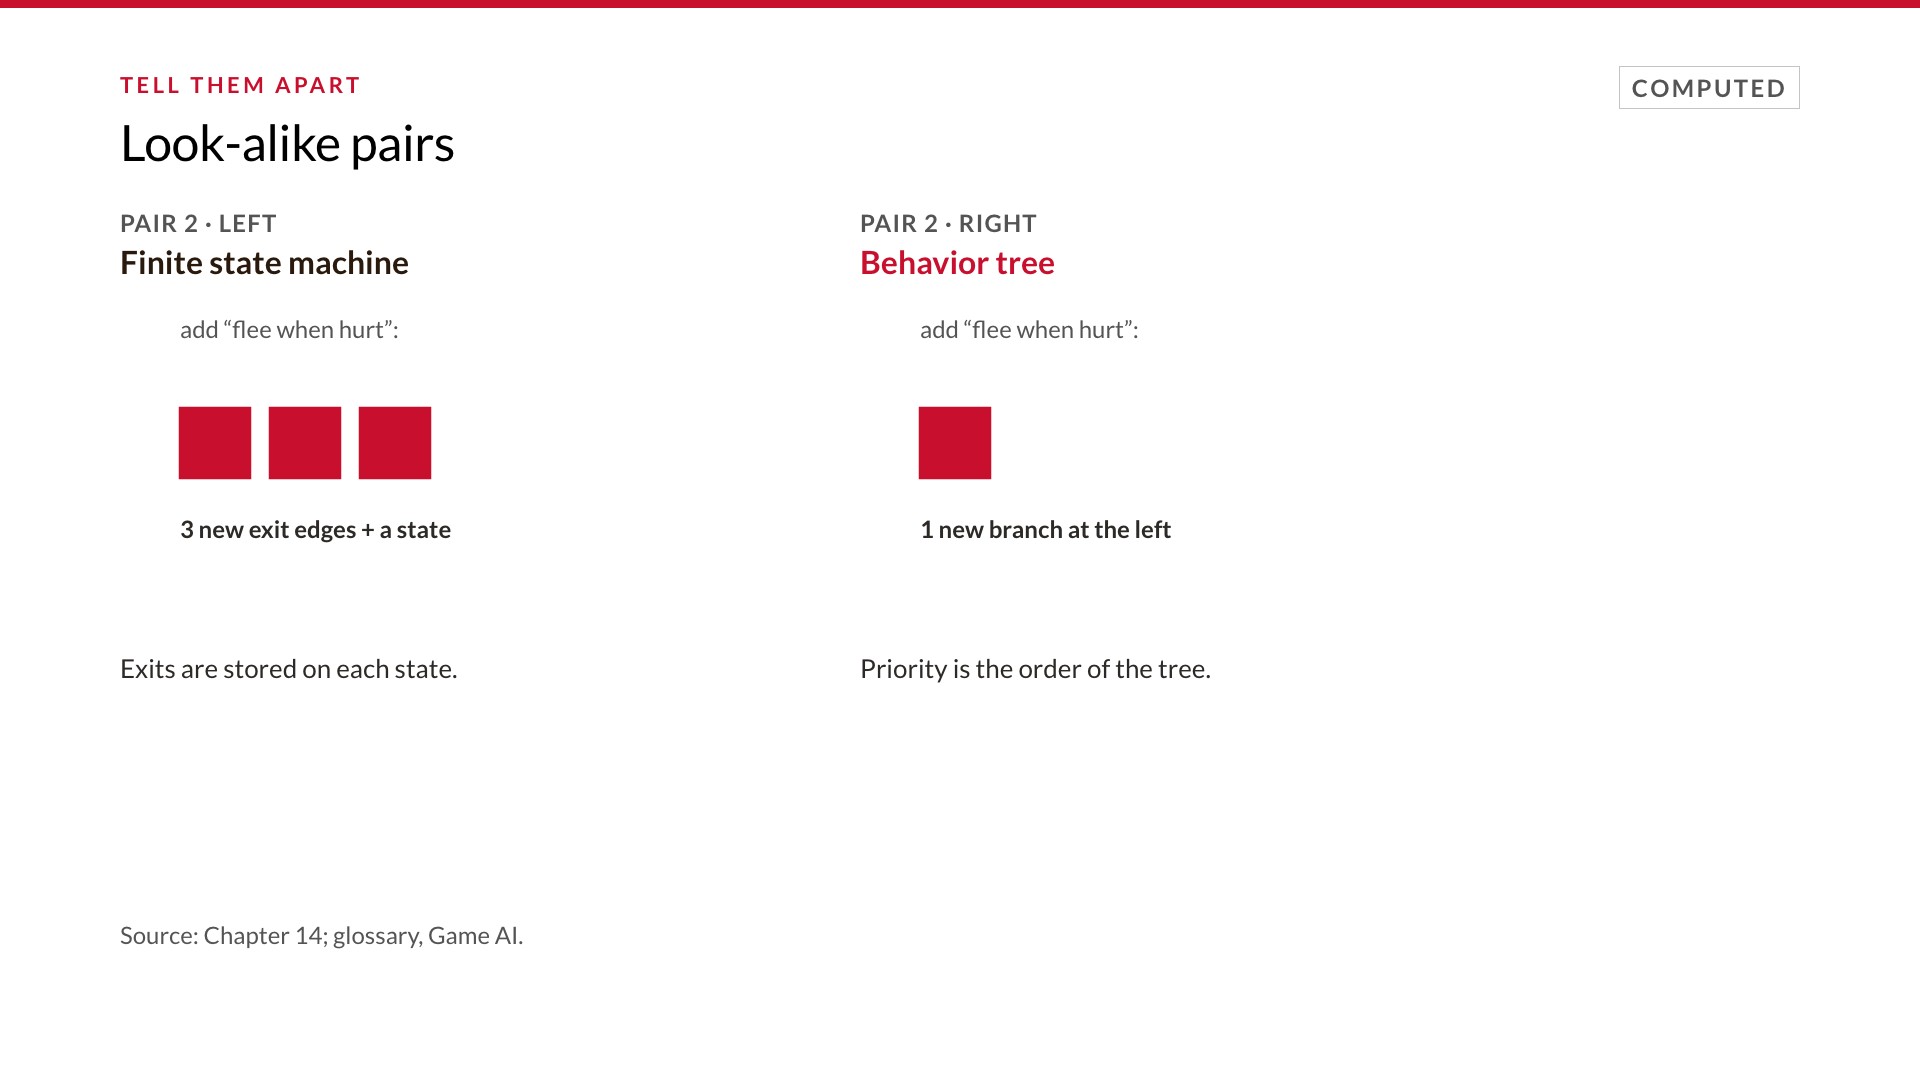 TELL THEM APART
COMPUTED
Look-alike pairs
PAIR 2 · LEFT
Finite state machine
add “flee when hurt”:
3 new exit edges + a state
Exits are stored on each state.
PAIR 2 · RIGHT
Behavior tree
add “flee when hurt”:
1 new branch at the left
Priority is the order of the tree.
Source: Chapter 14; glossary, Game AI.